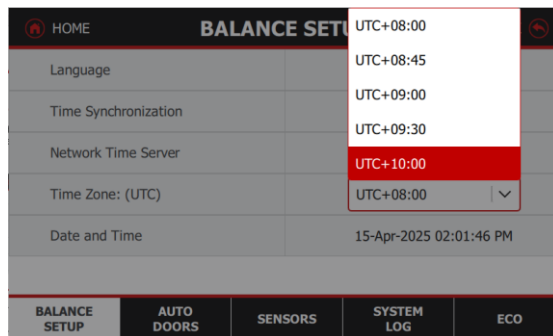 HOME
BALANCE SETU
UTC+08:00
UTC+08:45
UTC+09:00
UTC+09:30
UTC+10:00
Language
Time Synchronization
Network Time Server
Time Zone: (UTC)
UTC+08:00
Date and Time
15-Apr-2025 02:01:46 PM
BALANCE
SETUP
AUTO
DOORS
SENSORS
SYSTEM
LOG
ECO